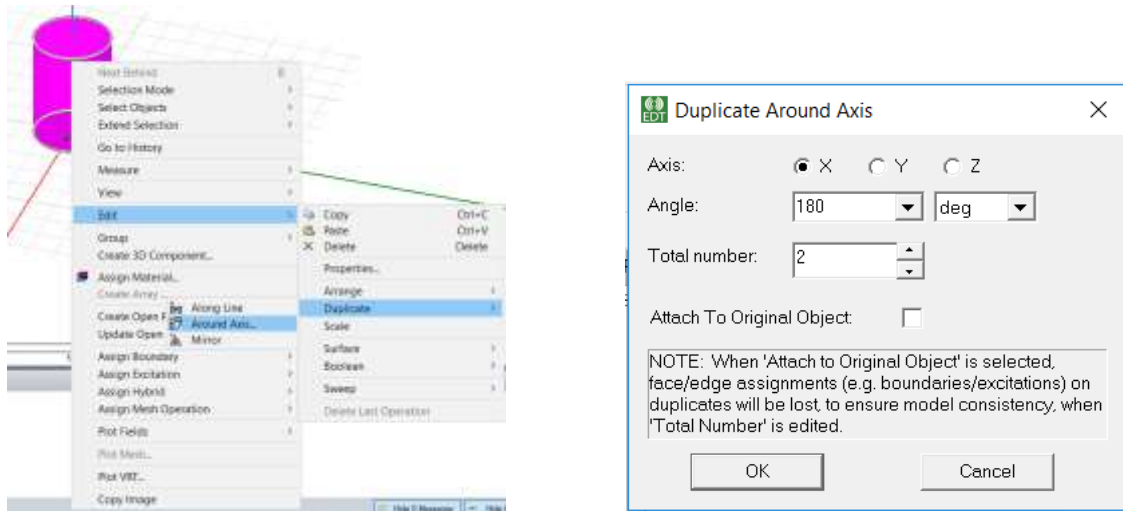 Next Behind B
Selection Mode
Select Objects
Extend Selection
Go to History
Measure
View
Edit
Group
Create 3D Component...
Assign Material...
Create Array
Create Open
Update Open
Assign Boundary
Assign Excitation
Assign Hybrid
Assign Mesh Operation
Plot Fields
Plot Mesh...
Plot VRT...
Copy Image
Copy Ctrl+C
Paste Ctrl+V
Delete Delete
Properties...
Arrange
Duplicate
Scale
Surface
Boolean
Sweep
Delete Last Operation
Along Line
Around Axis...
Mirror
EDT Duplicate Around Axis
Axis: X Y Z
Angle: 180 deg
Total number: 2
Attach To Original Object:
NOTE: When 'Attach to Original Object' is selected,
face/edge assignments (e.g. boundaries/excitations) on
duplicates will be lost, to ensure model consistency, when
'Total Number' is edited.
OK Cancel